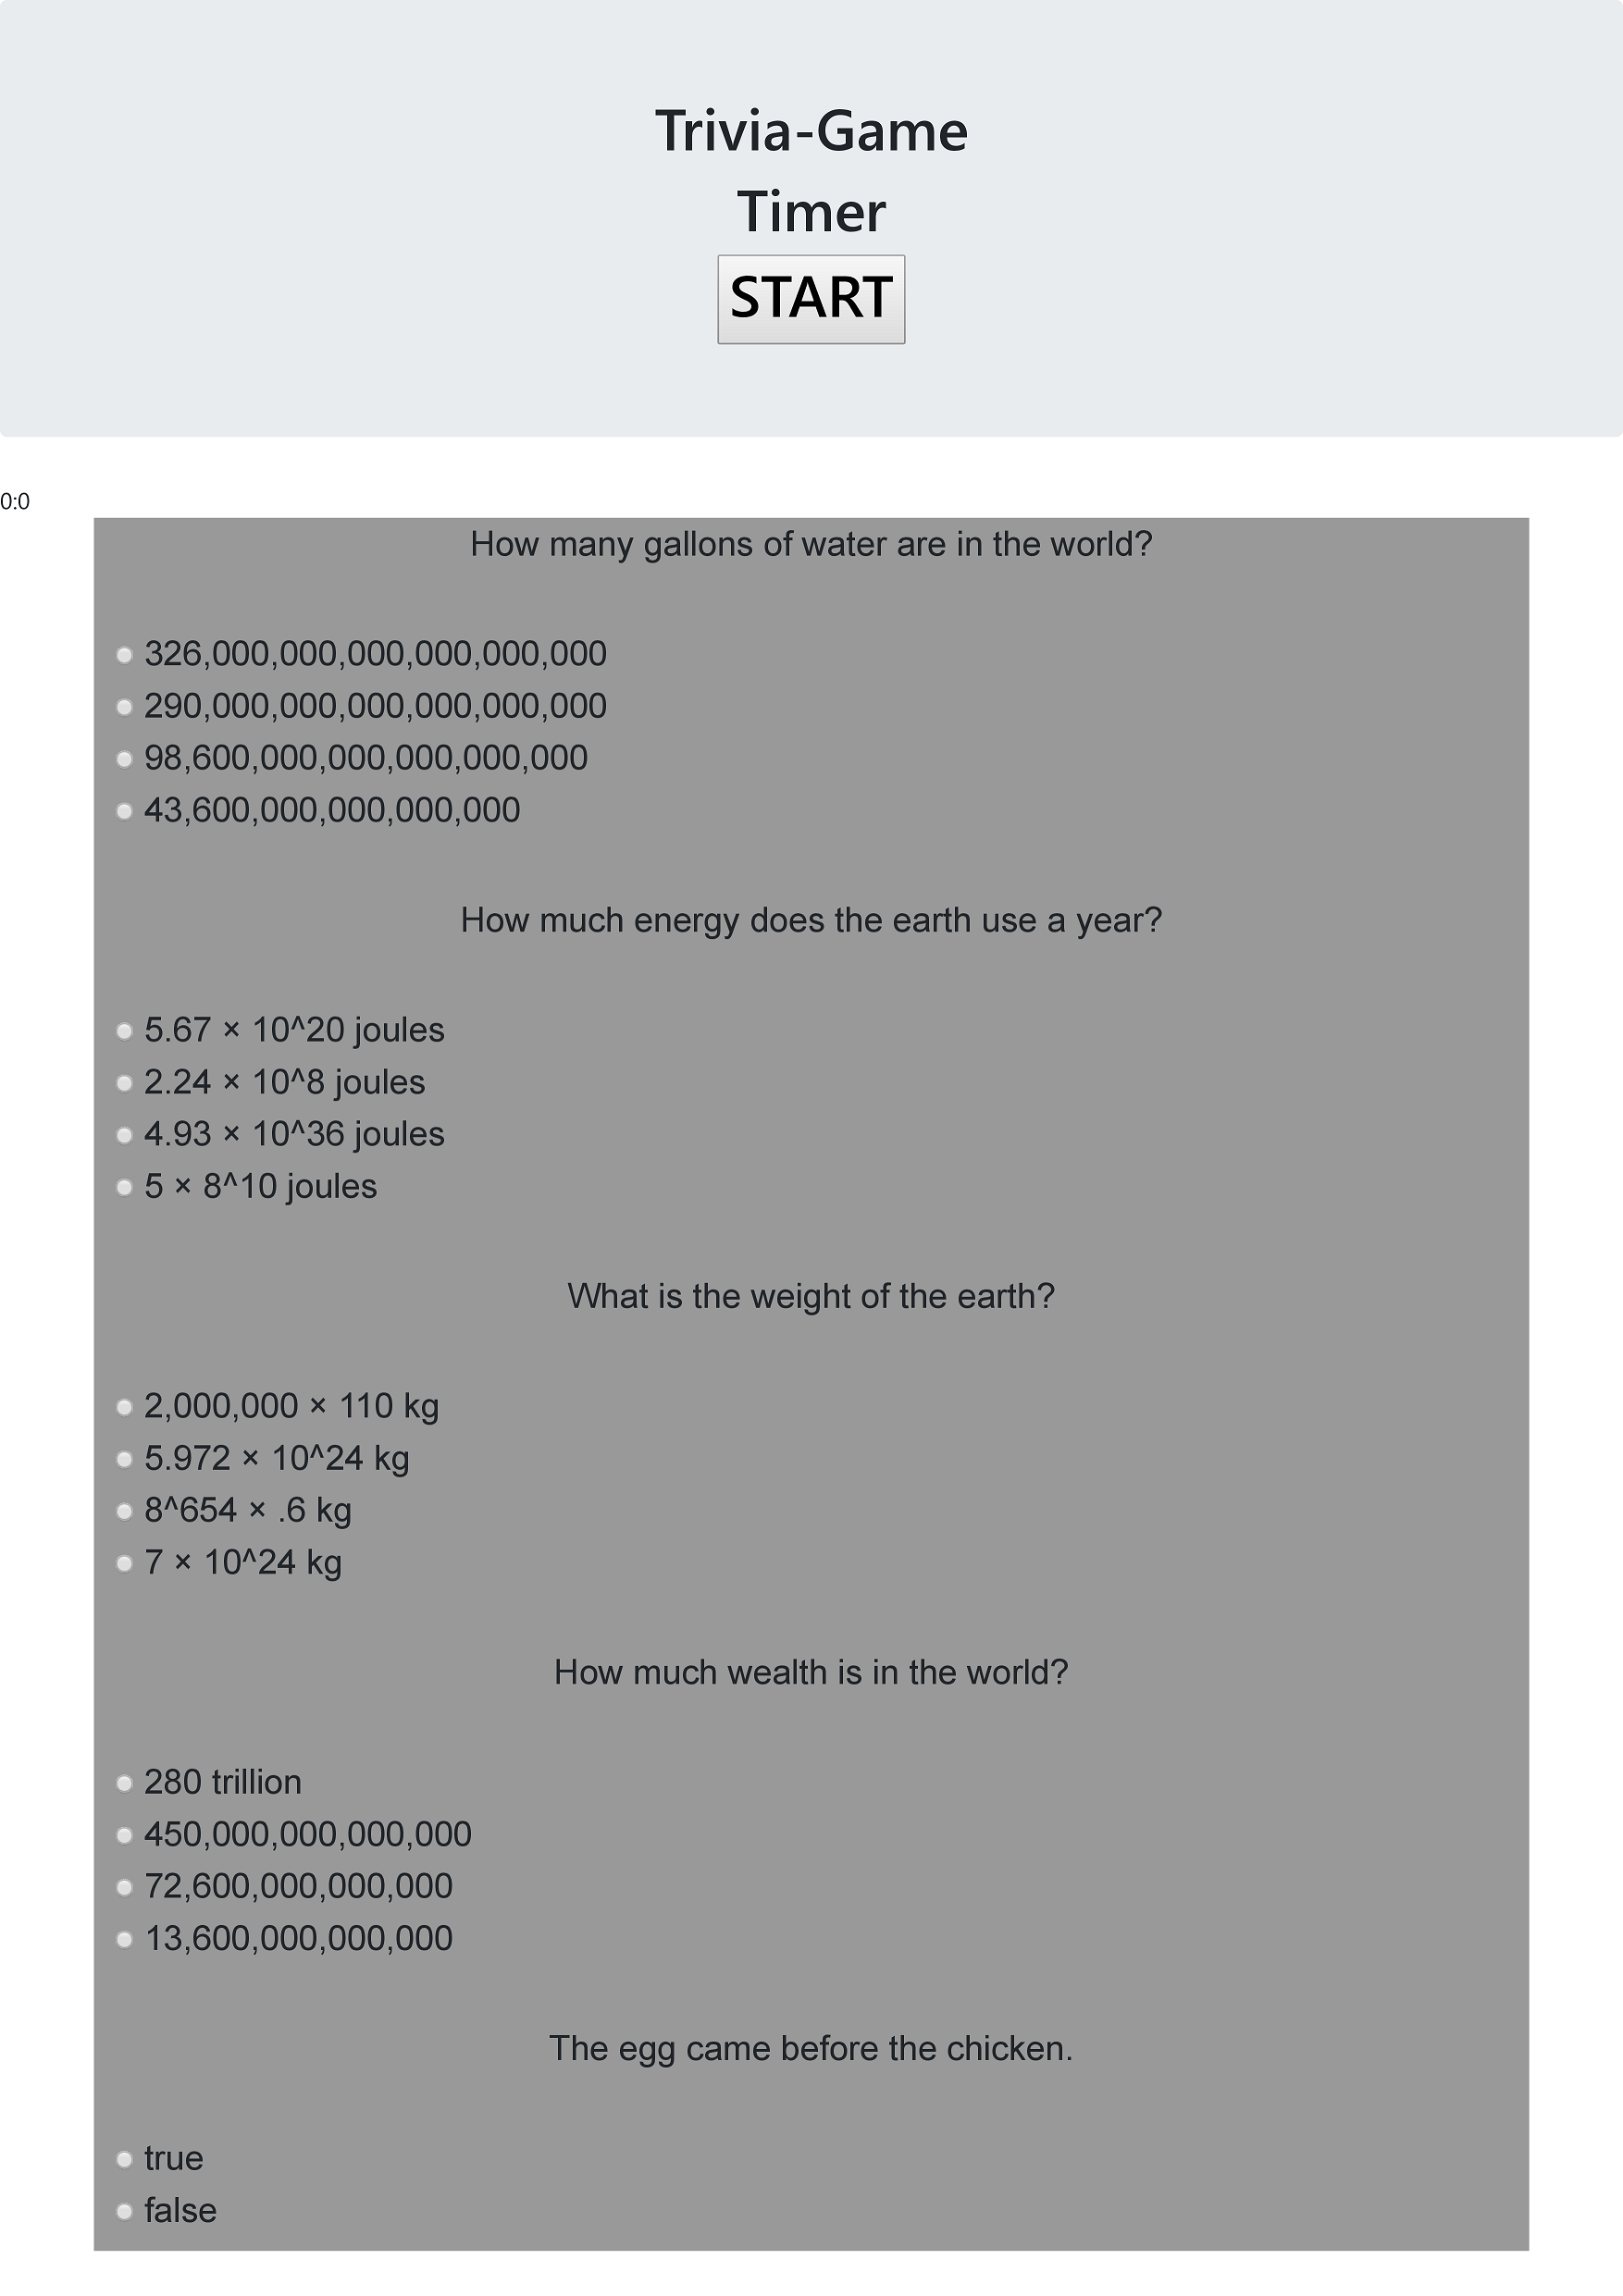 Trivia-Game
Timer
START
0:0
How many gallons of water are in the world?
326,000,000,000,000,000,000
290,000,000,000,000,000,000
98,600,000,000,000,000,000
43,600,000,000,000,000
How much energy does the earth use a year?
5.67 × 10^20 joules
2.24 × 10^8 joules
4.93 × 10^36 joules
5 × 8^10 joules
What is the weight of the earth?
2,000,000 × 110 kg
5.972 × 10^24 kg
8^654 × .6 kg
7 × 10^24 kg
How much wealth is in the world?
280 trillion
450,000,000,000,000
72,600,000,000,000
13,600,000,000,000
The egg came before the chicken.
true
false